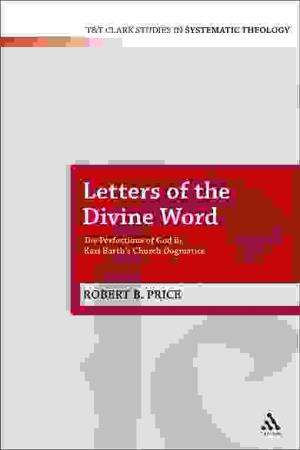 T&T CLARK STUDIES IN SYSTEMATIC THEOLOGY
Letters of the
Divine Word
The Perfections of God in
Karl Barth's Church Dogmatics
ROBERT B. PRICE